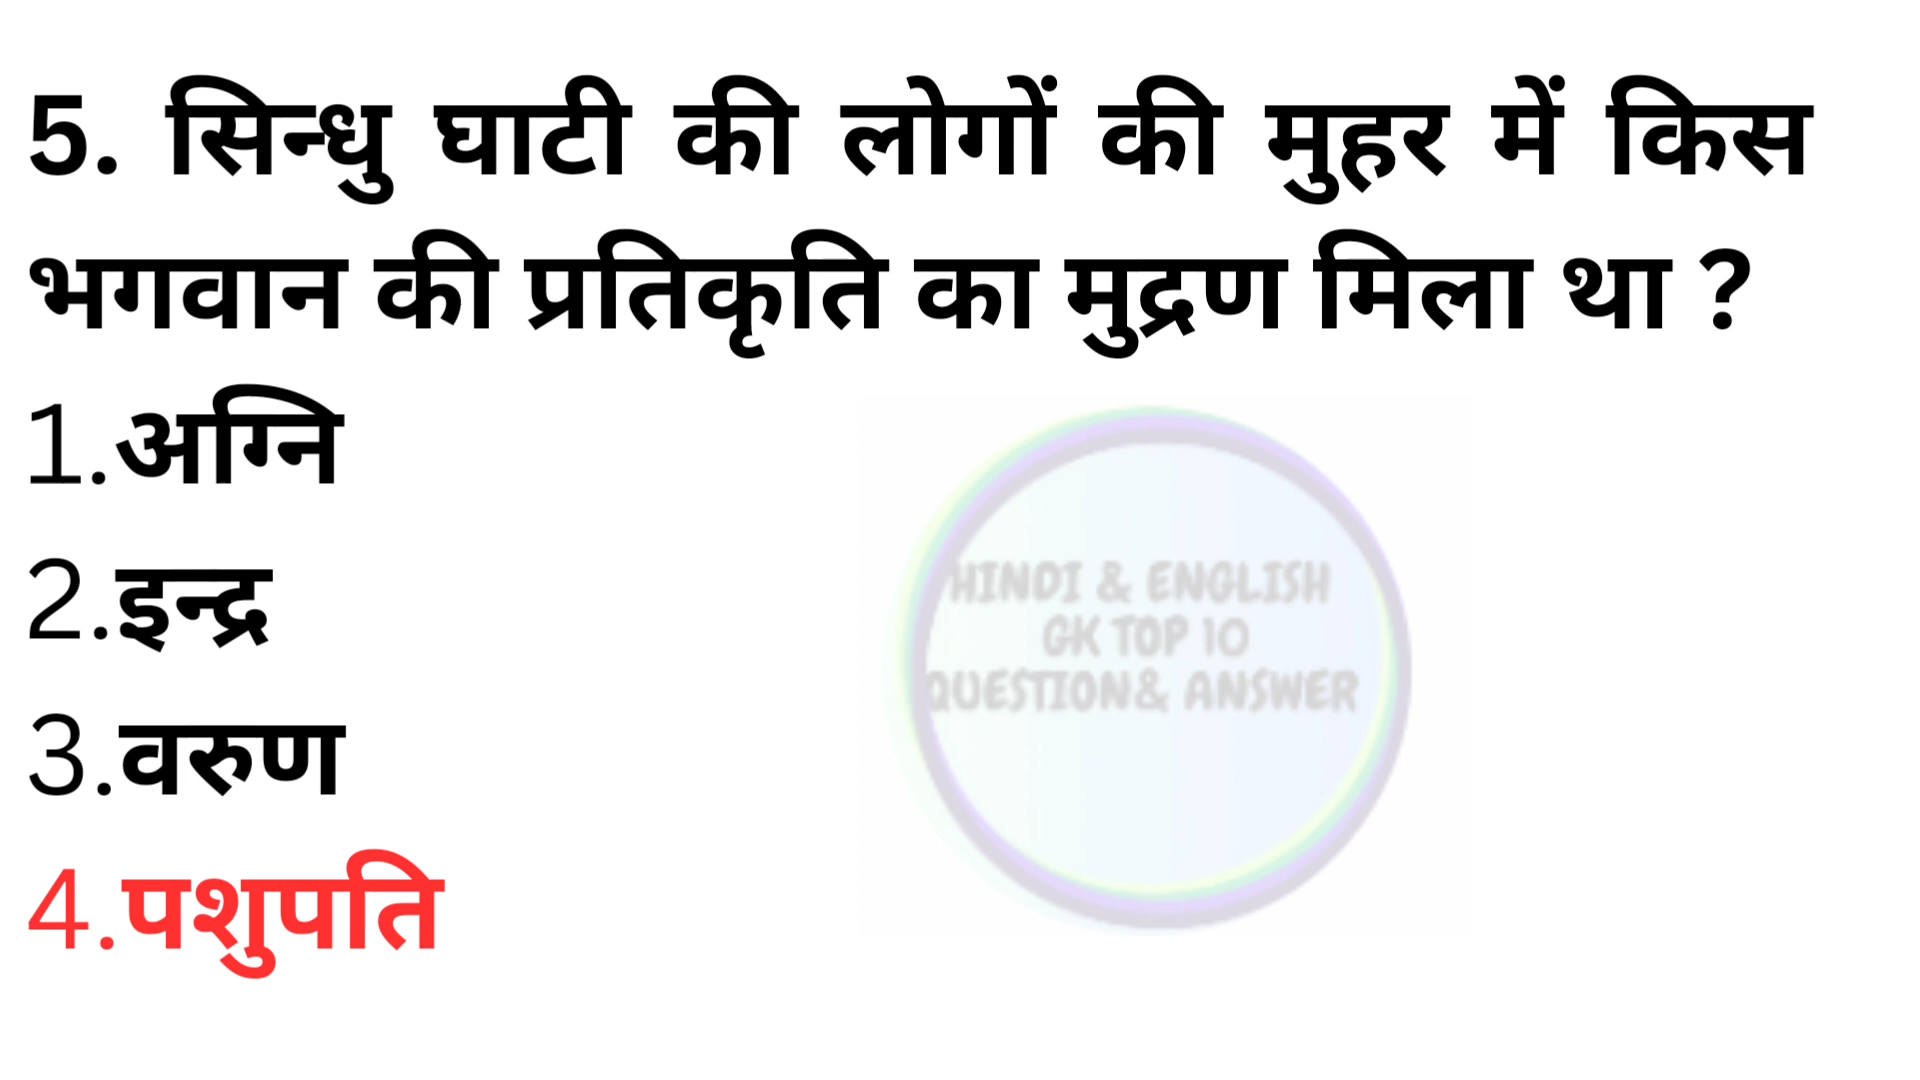 5. सिन्धु घाटी की लोगों की मुहर में किस
भगवान की प्रतिकृति का मुद्रण मिला था ?
1.अग्नि
2.इन्द्र
3.वरुण
4.पशुपति
HINDI & ENGLISH
GK TOP 10
QUESTION& ANSWER